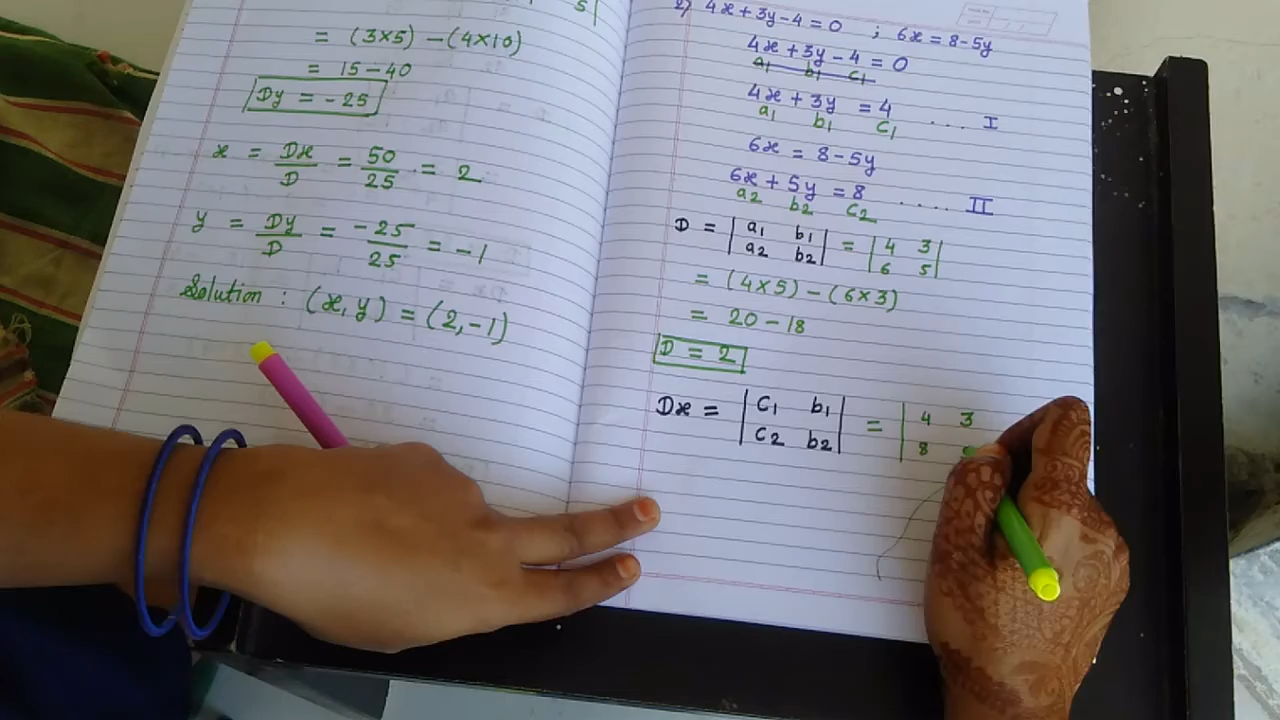 5|
= (3×5) - (4×10)
= 15-40
Dy = -25
x = Dx/D = 50/25 = 2
y = Dy/D = -25/25 = -1
Solution : (x, y) = (2, -1)
2) 4x + 3y - 4 = 0 ; 6x = 8-5y
4x + 3y - 4 = 0
a1 b1 c1
4x + 3y = 4 .... I
a1 b1 c1
6x = 8-5y
6x + 5y = 8 .... II
a2 b2 c2
D = | a1 b1 | = | 4 3 |
| a2 b2 | | 6 5 |
= (4×5) - (6×3)
= 20-18
D = 2
Dx = | c1 b1 | = | 4 3
| c2 b2 | | 8